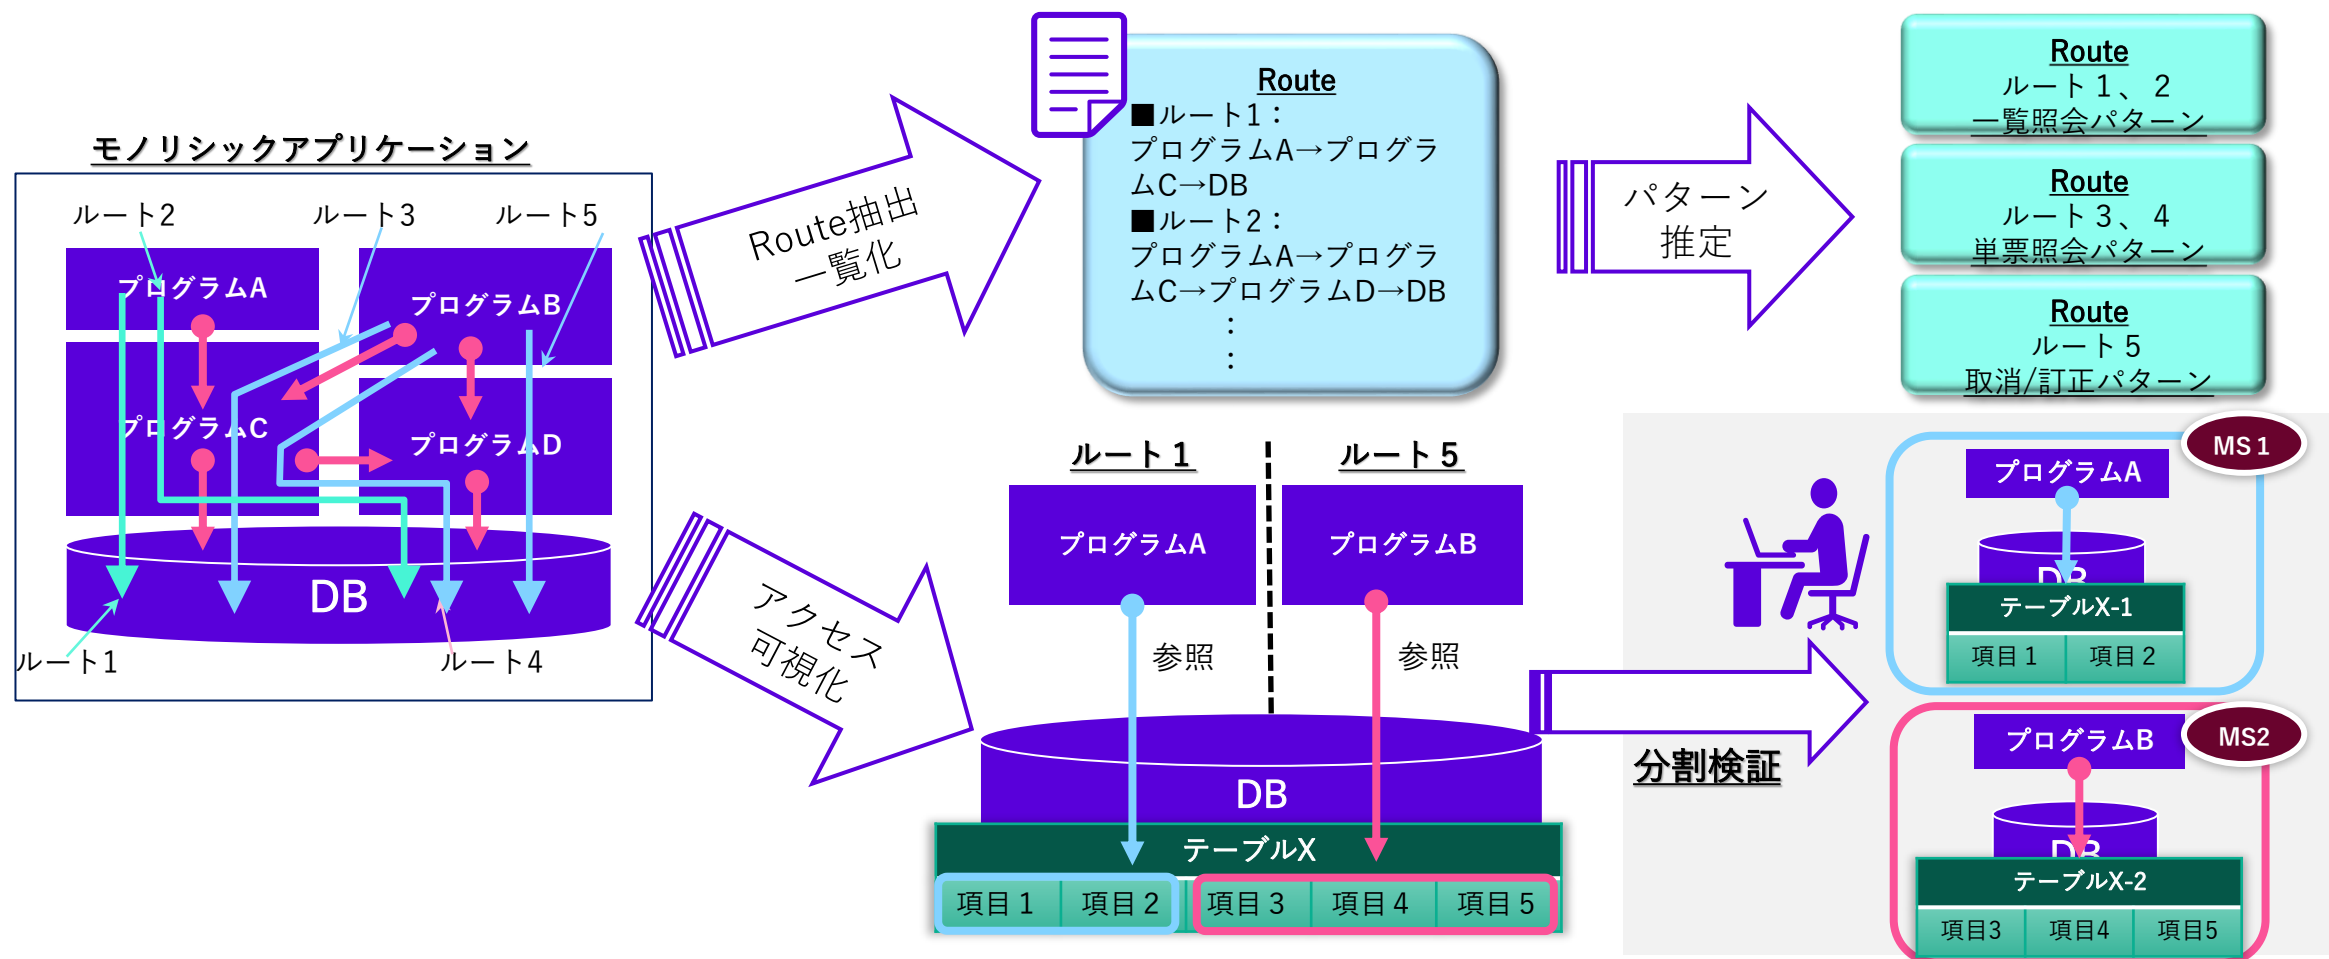 モノリシックアプリケーション
ルート2
ルート3
ルート5
プログラムA
プログラムB
プログラムC
プログラムD
DB
ルート1
ルート4
Route抽出
一覧化
Route
■ルート1：
プログラムA→プログラ
ムC→DB
■ルート2：
プログラムA→プログラ
ムC→プログラムD→DB
：
：
パターン
推定
Route
ルート１、２
一覧照会パターン
Route
ルート３、４
単票照会パターン
Route
ルート５
取消/訂正パターン
アクセス
可視化
ルート１
ルート５
プログラムA
プログラムB
参照
参照
DB
テーブルX
項目１
項目２
項目３
項目４
項目５
分割検証
MS１
プログラムA
DB
テーブルX-1
項目１
項目２
MS2
プログラムB
DB
テーブルX-2
項目3
項目4
項目5